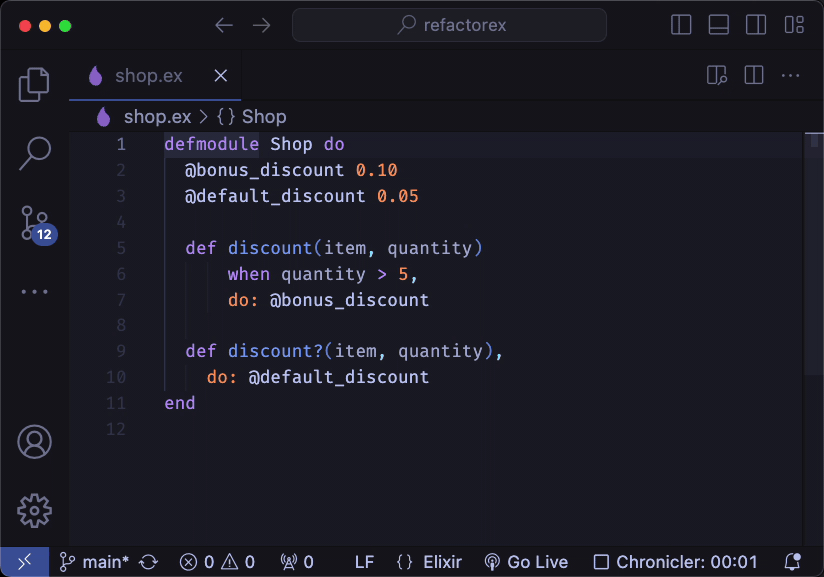 refactorex
shop.ex
shop.ex > {} Shop
1 defmodule Shop do
2 @bonus_discount 0.10
3 @default_discount 0.05
4
5 def discount(item, quantity)
6 when quantity > 5,
7 do: @bonus_discount
8
9 def discount?(item, quantity),
10 do: @default_discount
11 end
12
12
main* 0 0 0 LF {} Elixir Go Live Chronicler: 00:01